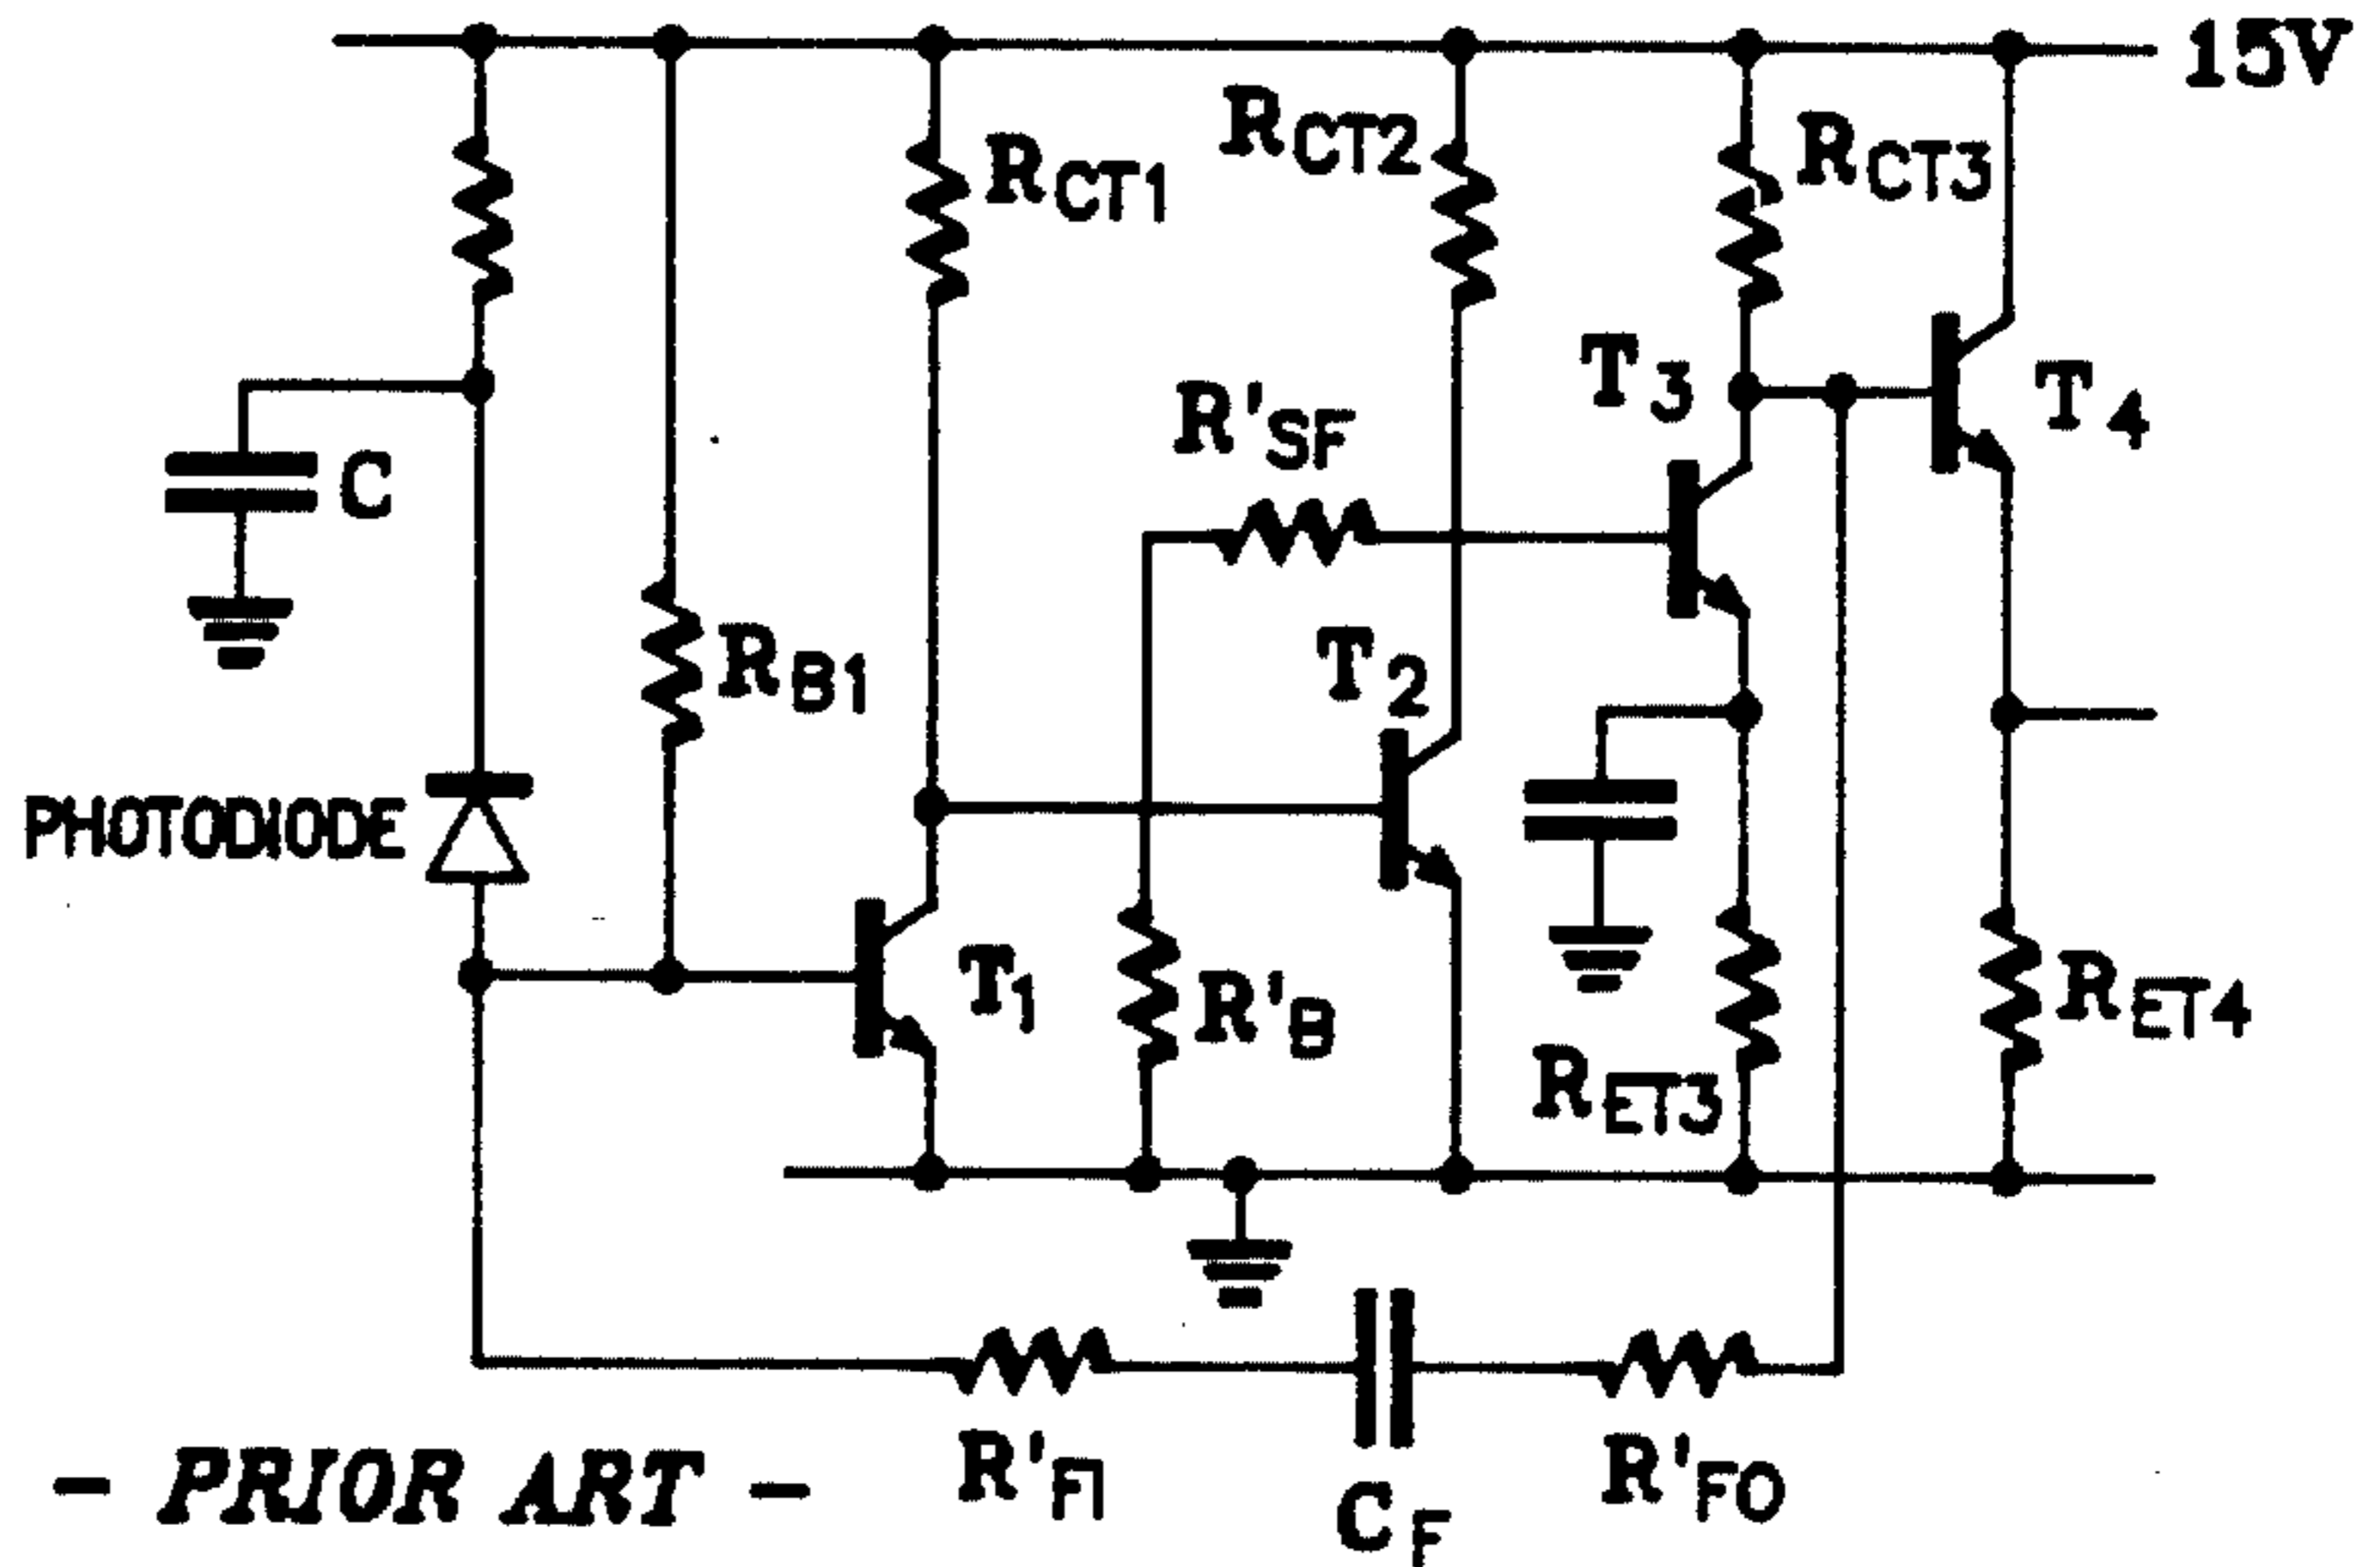 15V
RCT1
RCT2
RCT3
T3
T4
R'SF
C
RB1
T2
PHOTODIODE
T1
R'B
RET3
RET4
R'FI
CF
R'FO
- PRIOR ART -